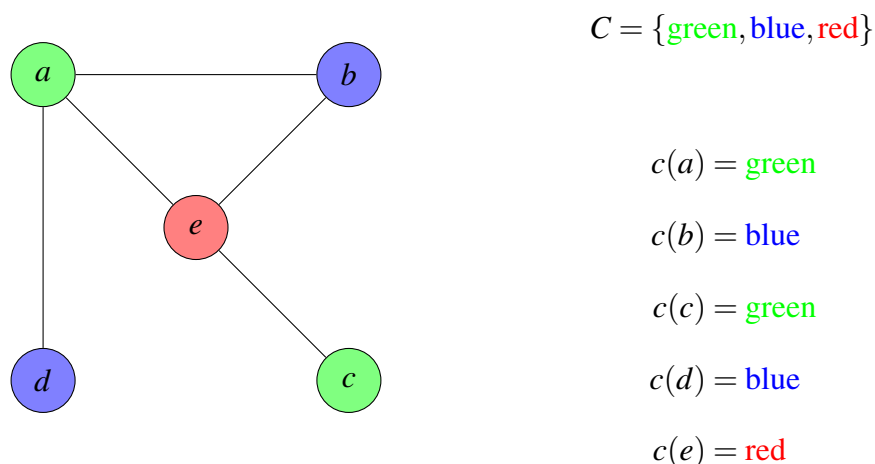 C = {green, blue, red}
a
b
c(a) = green
e
c(b) = blue
c(c) = green
d
c
c(d) = blue
c(e) = red